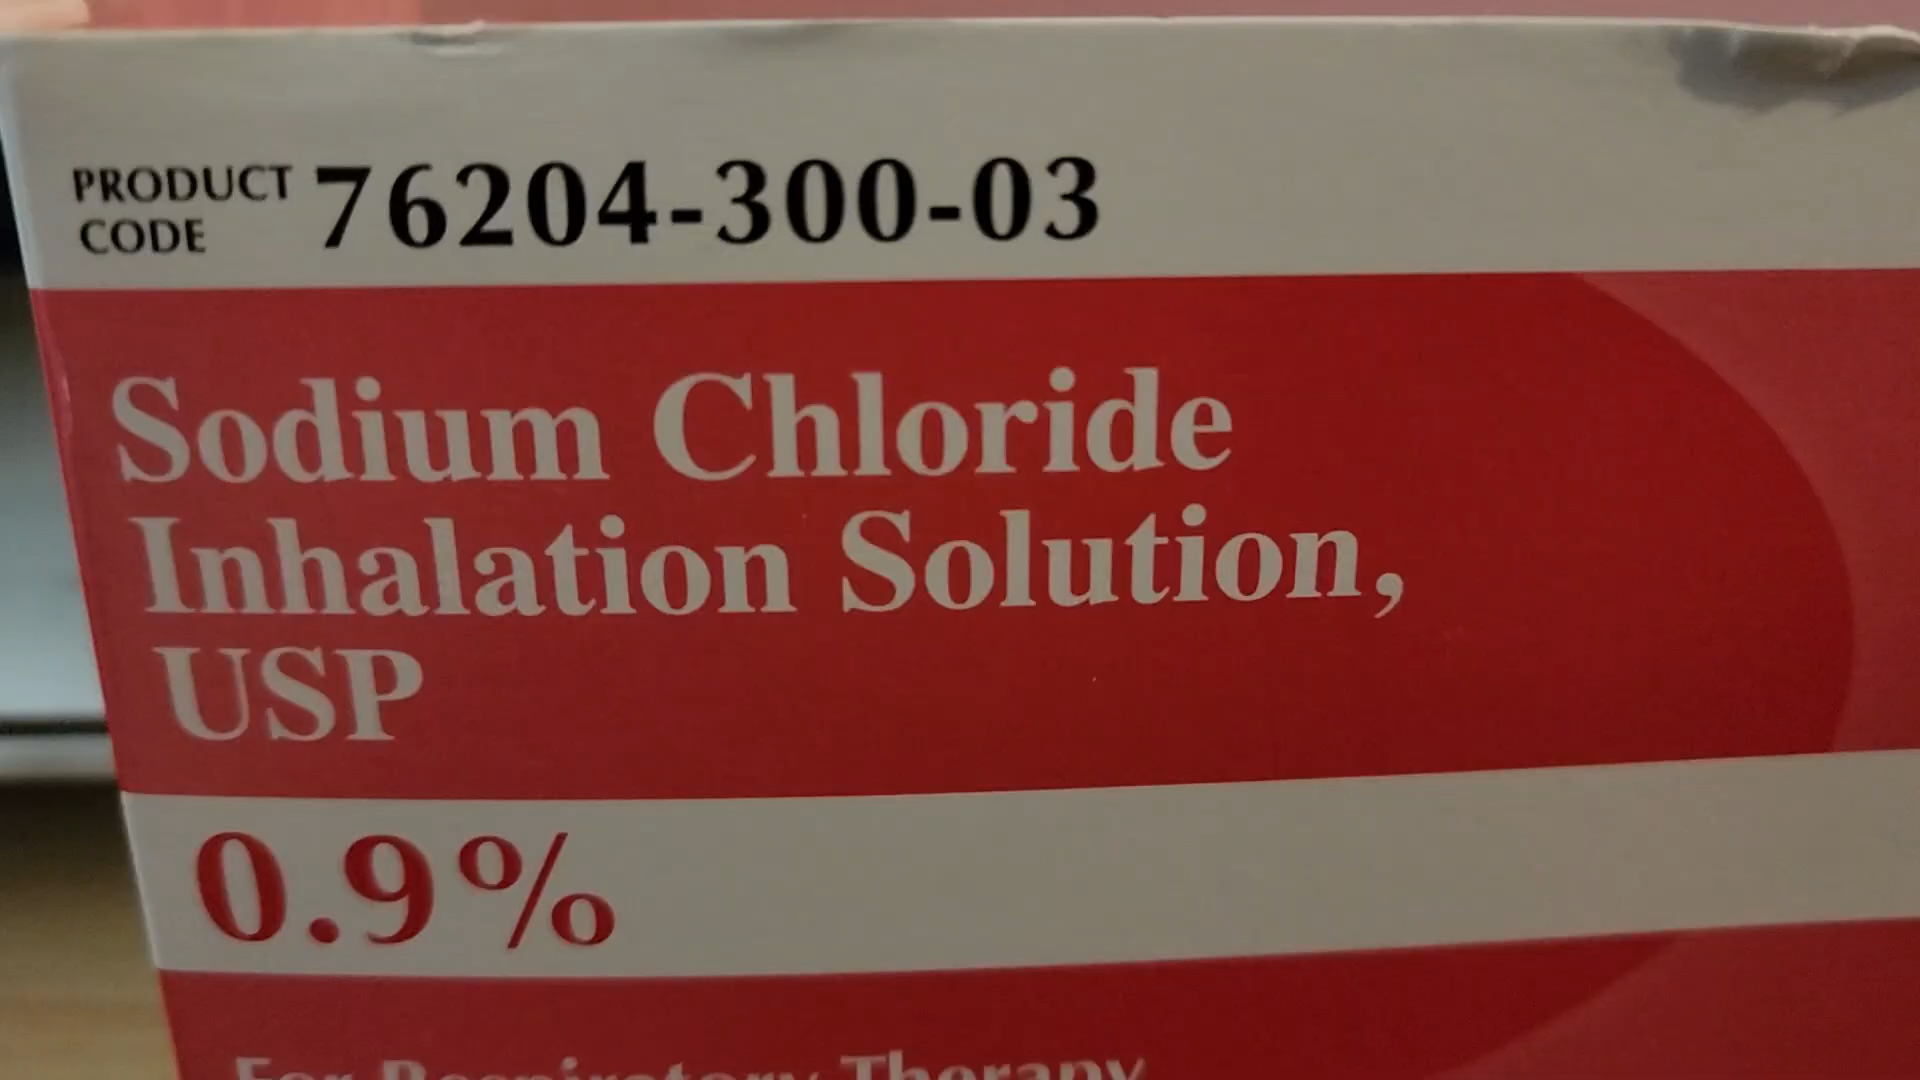 PRODUCT
CODE 76204-300-03
Sodium Chloride
Inhalation Solution,
USP
0.9%
For Respiratory Therapy